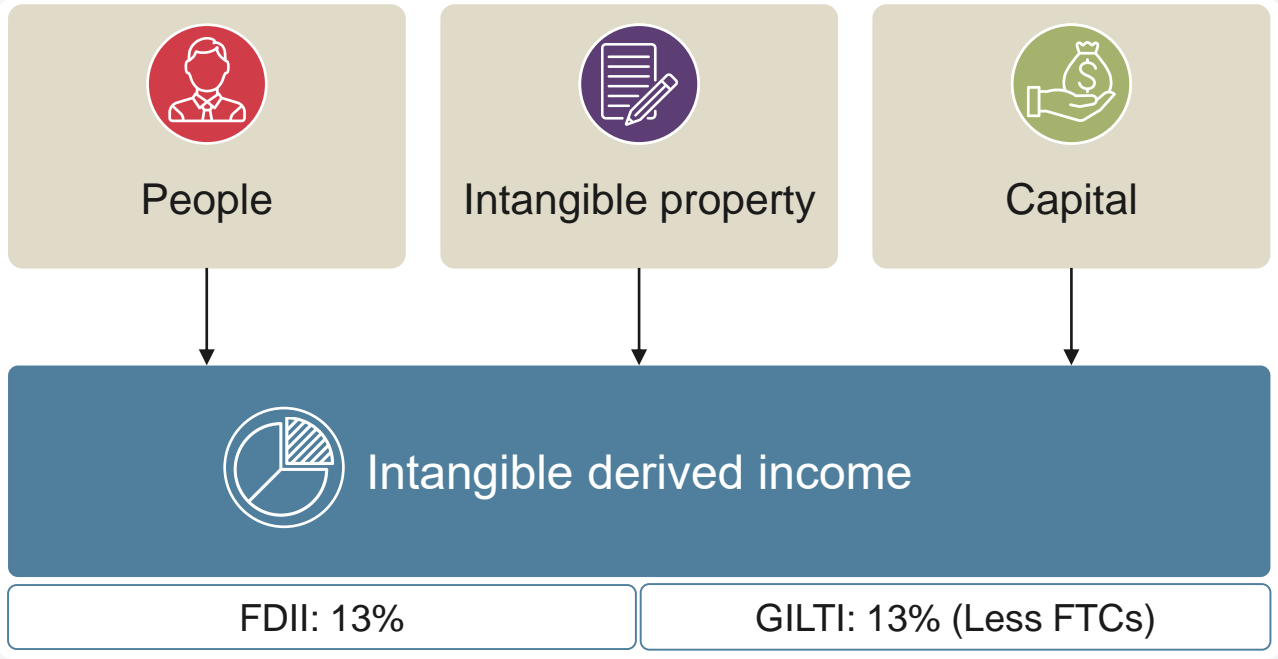 People
Intangible property
$
Capital
Intangible derived income
FDII: 13%
GILTI: 13% (Less FTCs)